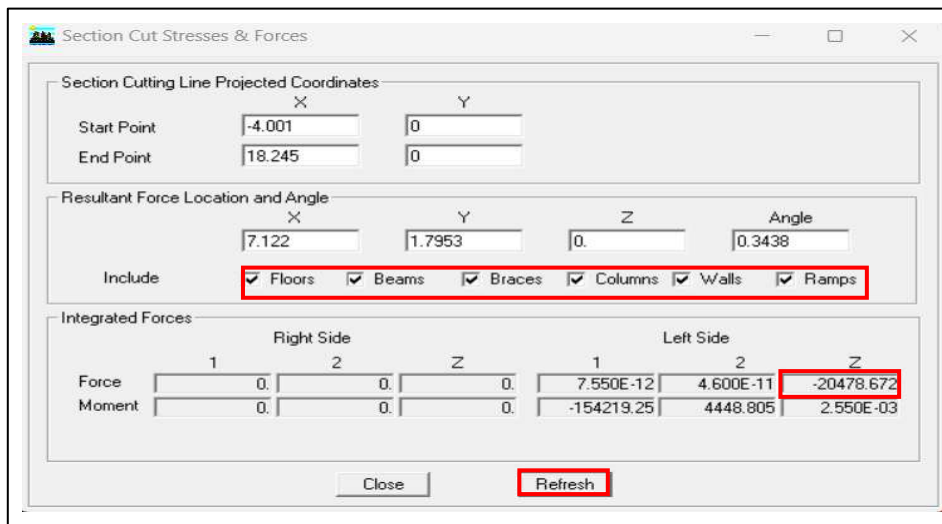 Section Cut Stresses & Forces
Section Cutting Line Projected Coordinates
X Y
Start Point -4.001 0
End Point 18.245 0
Resultant Force Location and Angle
X Y Z Angle
7.122 1.7953 0. 0.3438
Include Floors Beams Braces Columns Walls Ramps
Integrated Forces
Right Side Left Side
1 2 Z 1 2 Z
Force 0. 0. 0. 7.550E-12 4.600E-11 -20478.672
Moment 0. 0. 0. -154219.25 4448.805 2.550E-03
Close Refresh